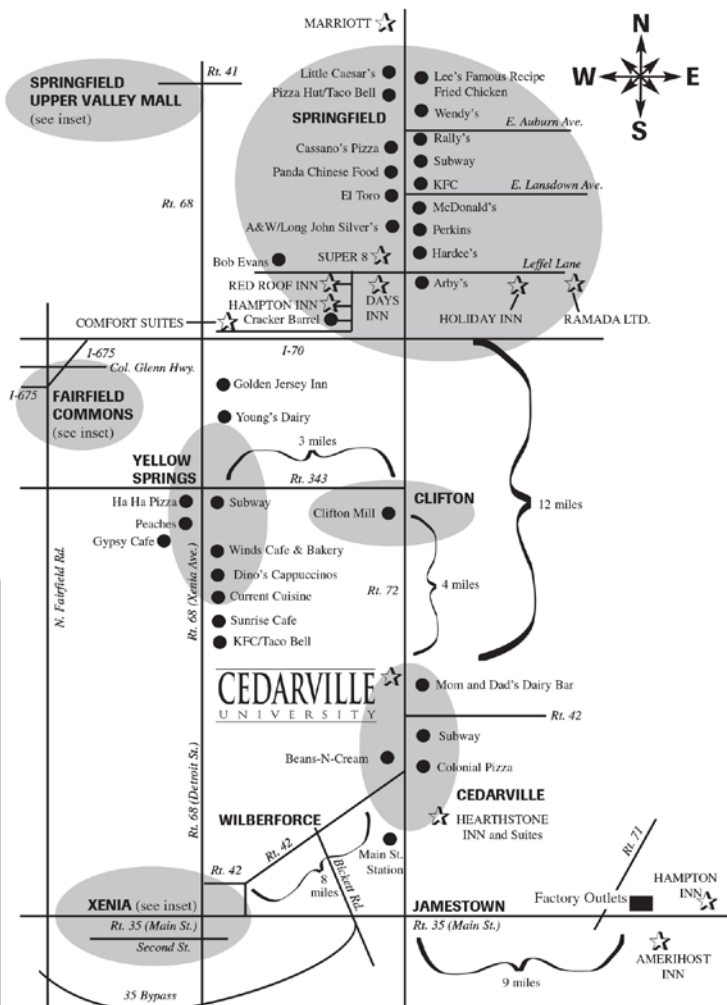 MARRIOTT
N
W E
S
Rt. 41
SPRINGFIELD
UPPER VALLEY MALL
(see inset)
Little Caesar's
Pizza Hut/Taco Bell
SPRINGFIELD
Cassano's Pizza
Panda Chinese Food
El Toro
A&W/Long John Silver's
Lee's Famous Recipe
Fried Chicken
Wendy's
E. Auburn Ave.
Rally's
Subway
KFC
E. Lansdown Ave.
McDonald's
Perkins
Hardee's
Rt. 68
Bob Evans
SUPER 8
Leffel Lane
RED ROOF INN
HAMPTON INN
Cracker Barrel
DAYS
INN
Arby's
HOLIDAY INN
RAMADA LTD.
COMFORT SUITES
I-70
I-675
Col. Glenn Hwy.
I-675
FAIRFIELD
COMMONS
(see inset)
Golden Jersey Inn
Young's Dairy
3 miles
YELLOW
SPRINGS
Rt. 343
Ha Ha Pizza
Peaches
Gypsy Cafe
Subway
Clifton Mill
CLIFTON
12 miles
Winds Cafe & Bakery
Dino's Cappuccinos
Current Cuisine
Sunrise Cafe
KFC/Taco Bell
N. Fairfield Rd.
Rt. 68 (Xenia Ave.)
Rt. 72
4 miles
CEDARVILLE
UNIVERSITY
Mom and Dad's Dairy Bar
Rt. 42
Subway
Beans-N-Cream
Colonial Pizza
Rt. 68 (Detroit St.)
CEDARVILLE
HEARTHSTONE
INN and Suites
WILBERFORCE
Rt. 42
Rt. 42
8
miles
Bickett Rd.
Main St.
Station
Rt. 71
HAMPTON
INN
Factory Outlets
XENIA (see inset)
JAMESTOWN
Rt. 35 (Main St.)
Rt. 35 (Main St.)
Second St.
AMERIHOST
INN
9 miles
35 Bypass